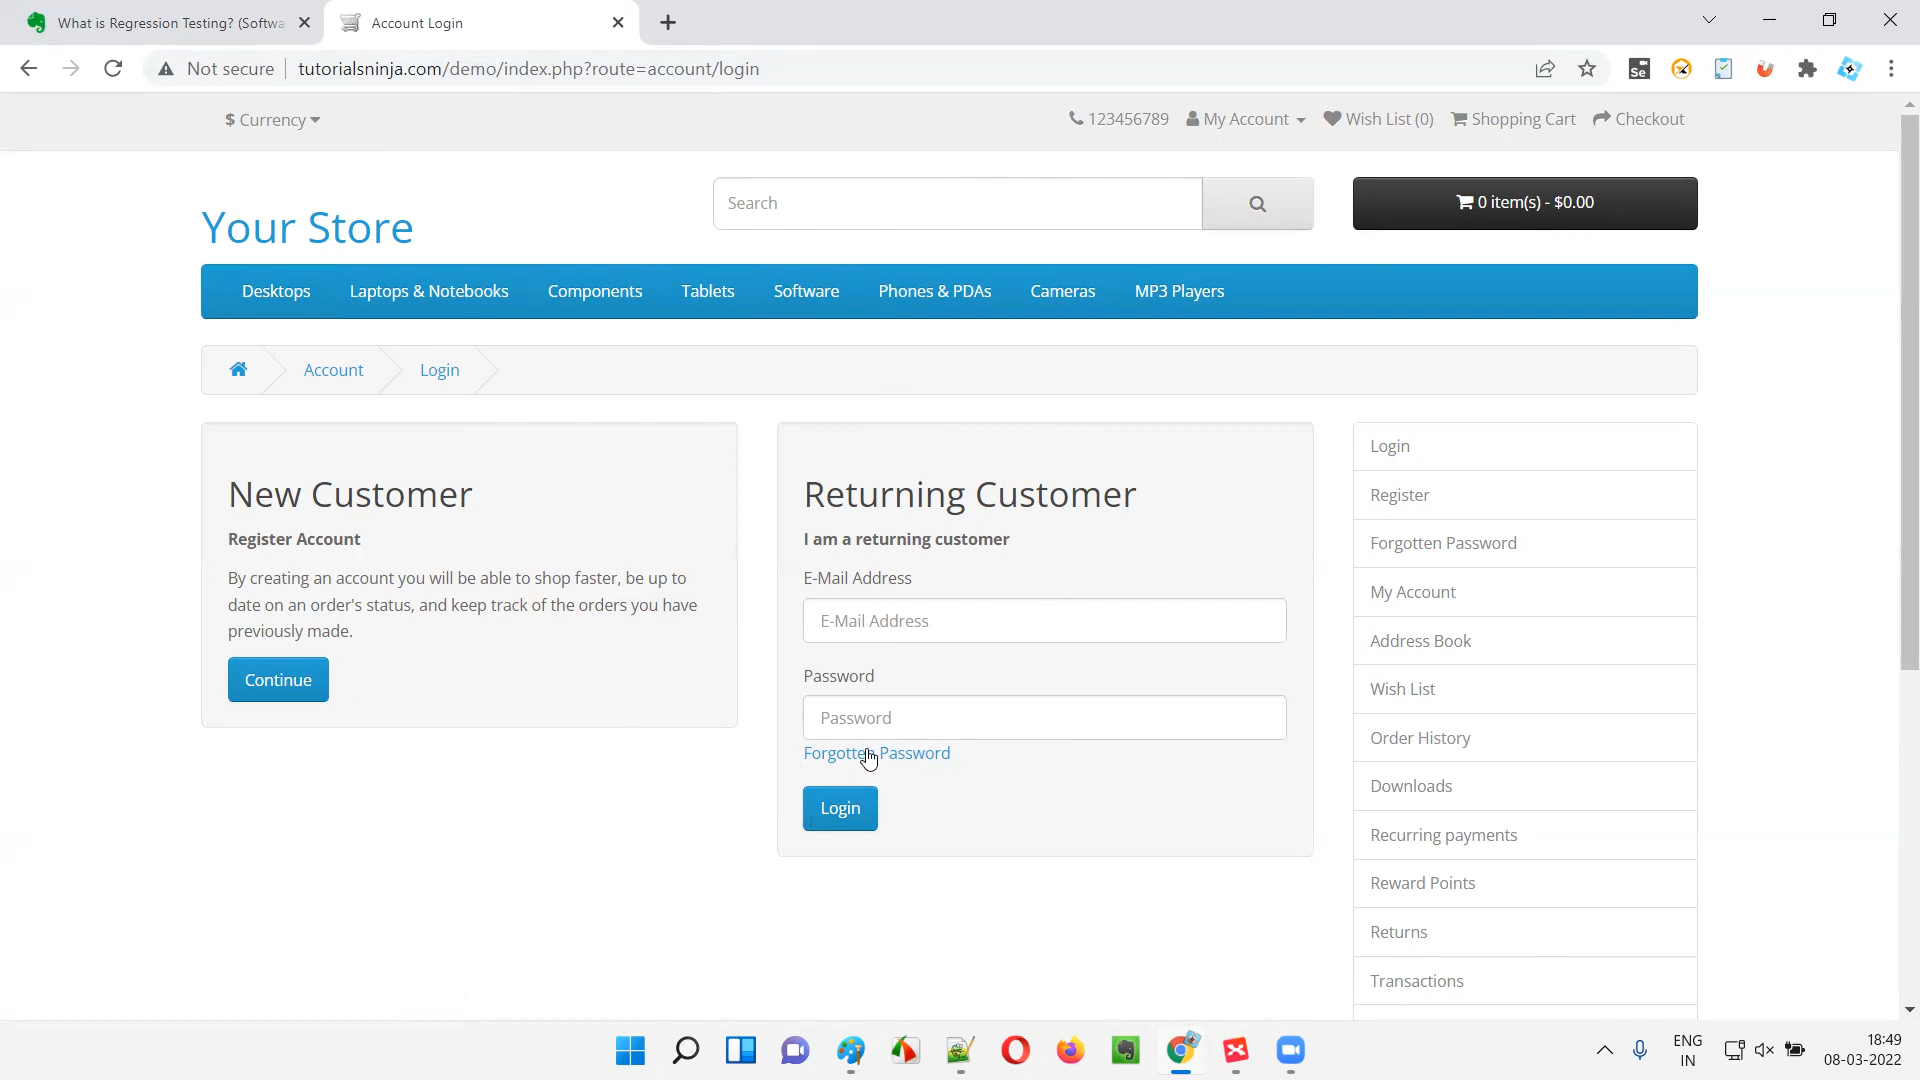 What is Regression Testing? (Softwa
Account Login
Not secure
tutorialsninja.com/demo/index.php?route=account/login
$ Currency
123456789
My Account
Wish List (0)
Shopping Cart
Checkout
Your Store
Search
0 item(s) - $0.00
Desktops
Laptops & Notebooks
Components
Tablets
Software
Phones & PDAs
Cameras
MP3 Players
Account
Login
New Customer
Register Account
By creating an account you will be able to shop faster, be up to
date on an order's status, and keep track of the orders you have
previously made.
Continue
Returning Customer
I am a returning customer
E-Mail Address
E-Mail Address
Password
Password
Forgotten Password
Login
Login
Register
Forgotten Password
My Account
Address Book
Wish List
Order History
Downloads
Recurring payments
Reward Points
Returns
Transactions
ENG
IN
18:49
08-03-2022
Se